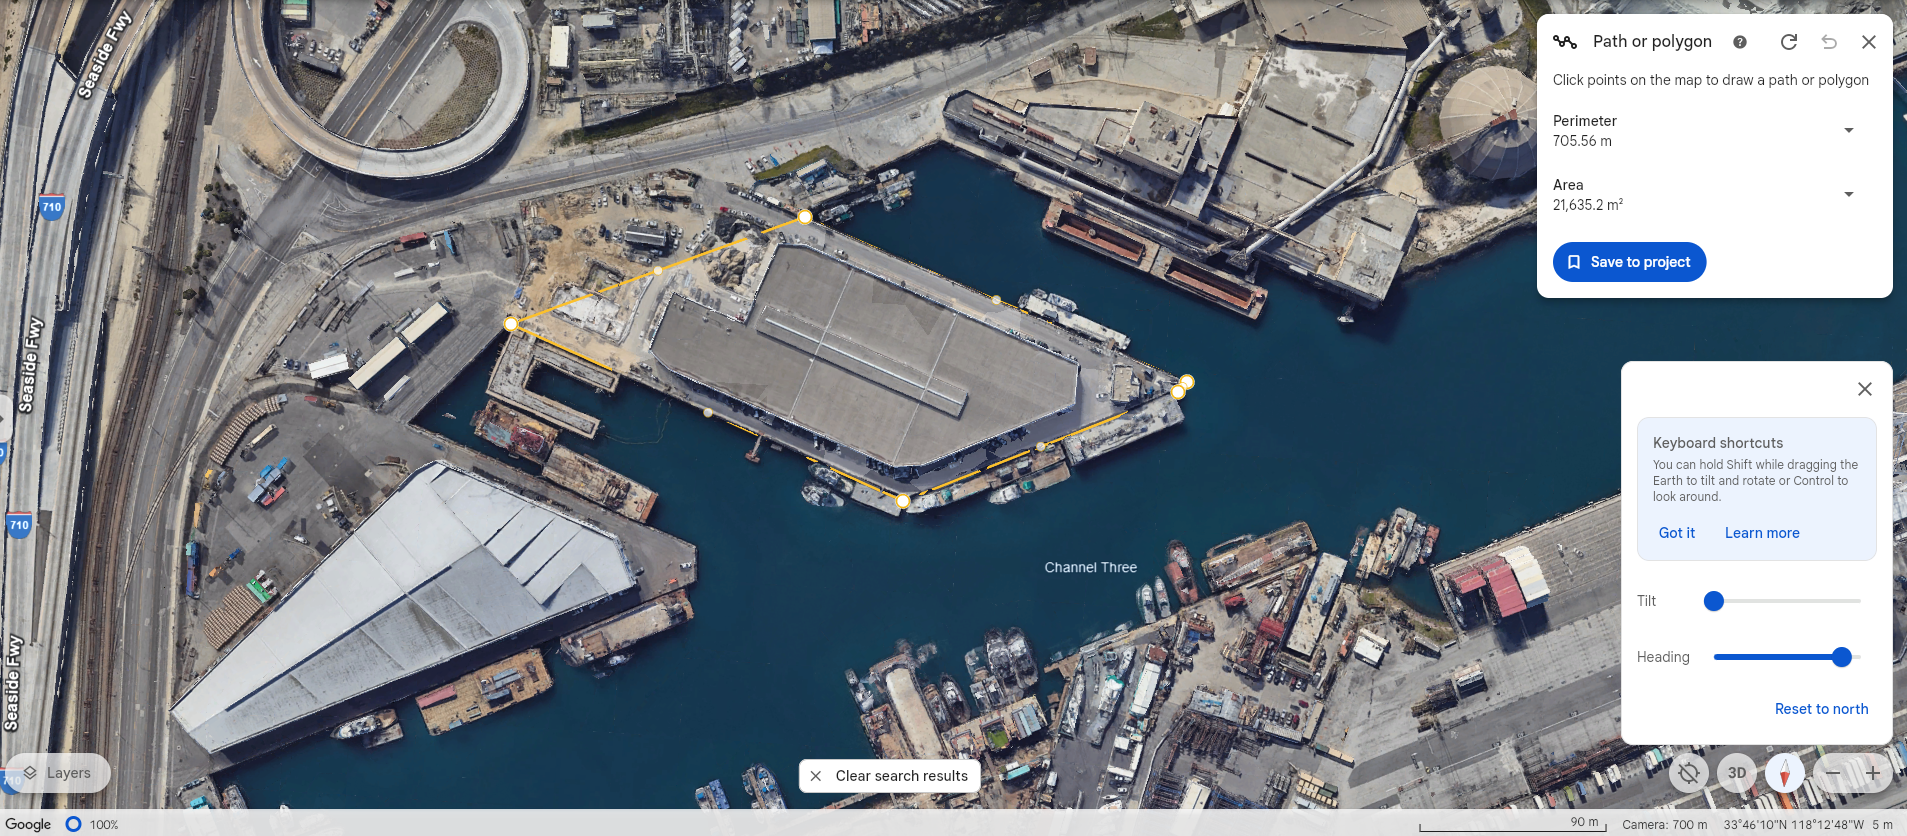 Seaside Fwy
710
Seaside Fwy
710
Seaside Fwy
710
Channel Three
Path or polygon
Click points on the map to draw a path or polygon
Perimeter
705.56 m
Area
21,635.2 m²
Save to project
Keyboard shortcuts
You can hold Shift while dragging the
Earth to tilt and rotate or Control to
look around.
Got it
Learn more
Tilt
Heading
Reset to north
Layers
Clear search results
3D
Google
100%
90 m
Camera: 700 m
33°46'10"N 118°12'48"W
5 m